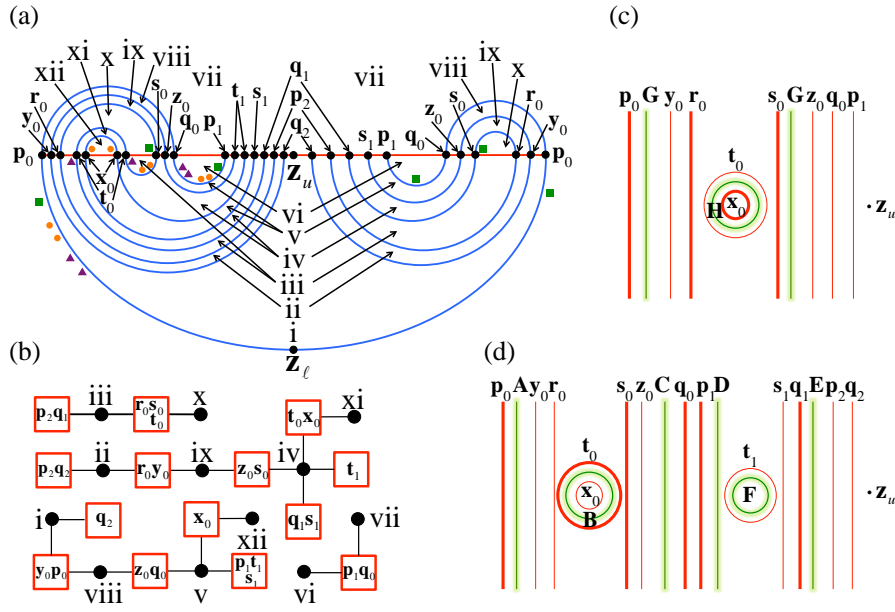 (a)
xii xi x ix viii vii q₁ vii viii ix x
y₀ r₀ s₀ z₀ q₀ p₁ t₁ s₁ p₂ q₂ s₁ p₁ q₀ z₀ s₀ r₀ y₀
p₀ x₀ t₀ z_u p₀
vi
v
iv
iii
ii
i
z_ℓ
(b)
iii x xi
p₂q₁ r₀s₀ t₀ t₀x₀
ii ix iv
p₂q₂ r₀y₀ z₀s₀ t₁
i q₂ x₀ xii q₁s₁ vii
y₀p₀ z₀q₀ p₁t₁ s₁ p₁q₀
viii v vi
(c)
p₀ G y₀ r₀ s₀ G z₀ q₀ p₁
t₀
H x₀ z_u
(d)
p₀ A y₀ r₀ s₀ z₀ C q₀ p₁ D s₁ q₁ E p₂ q₂
t₀ t₁
x₀ F z_u
B